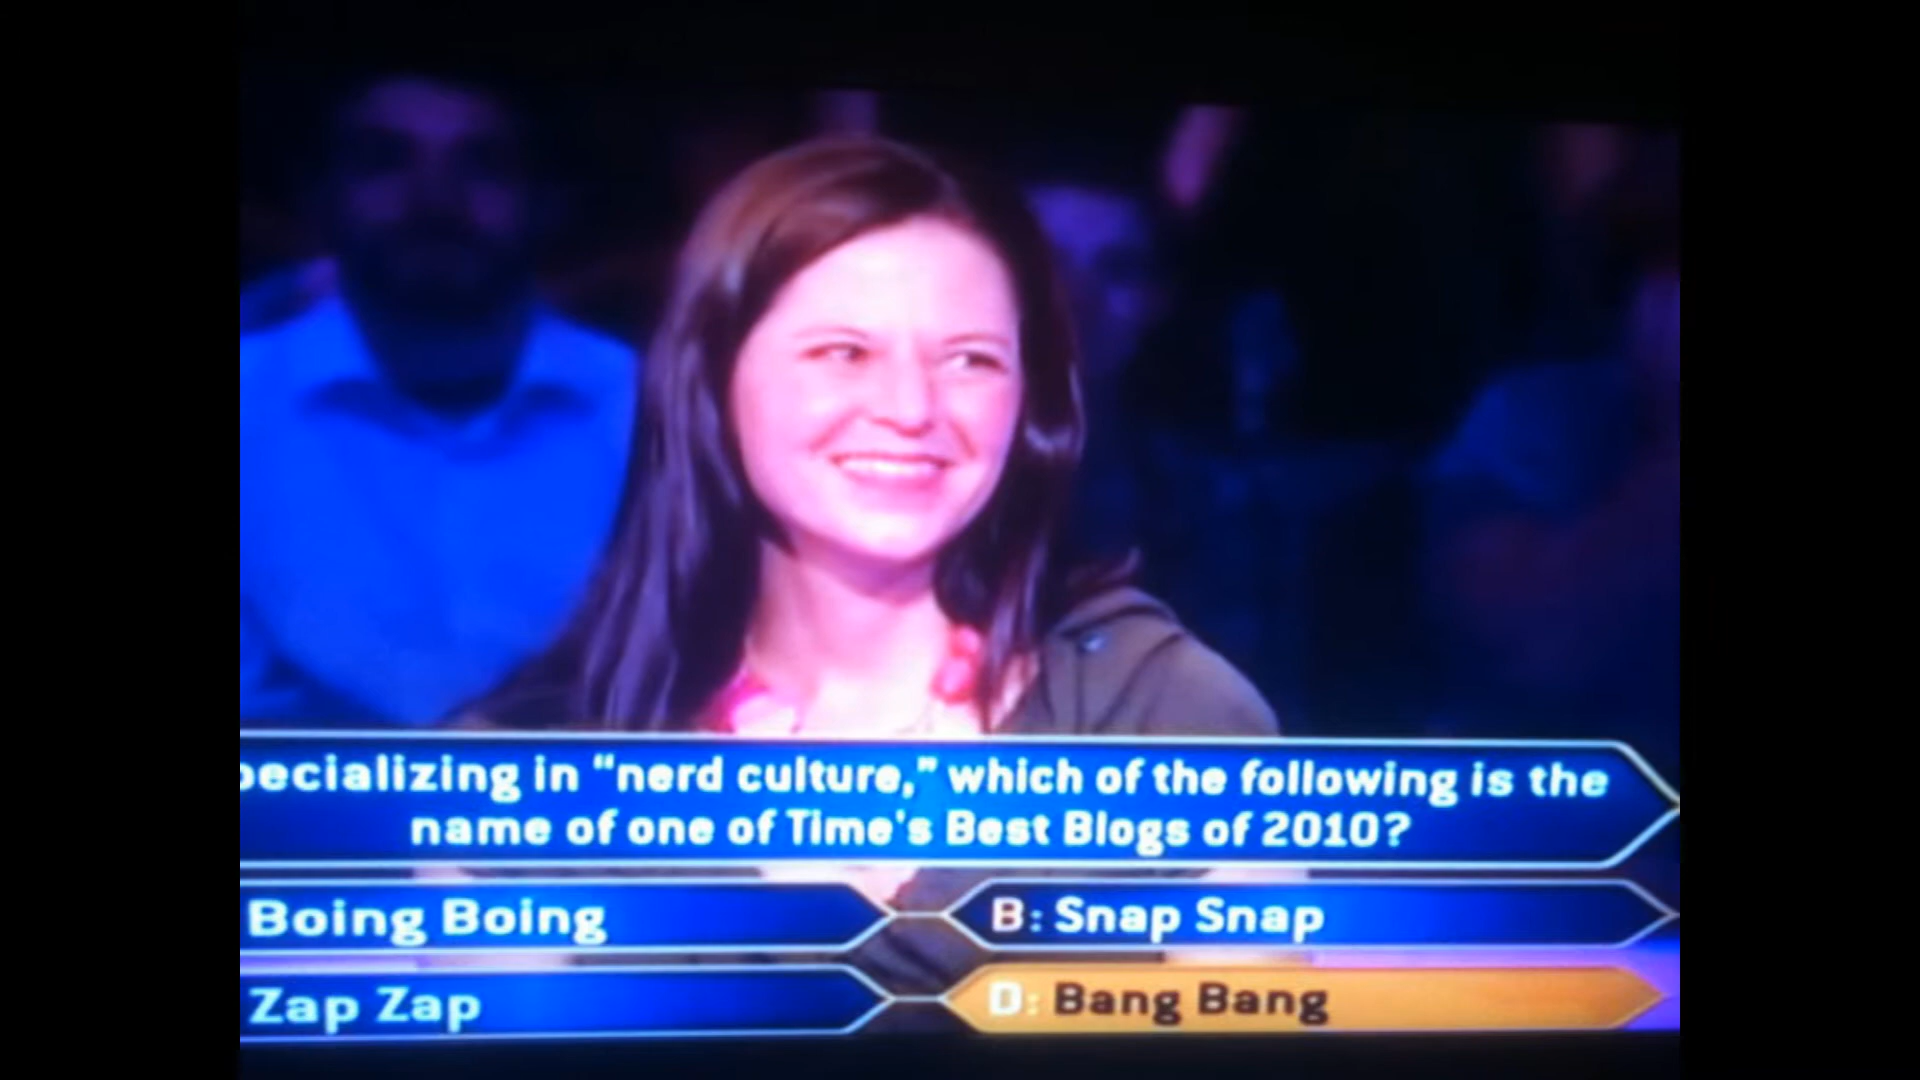 pecializing in “nerd culture,” which of the following is the
name of one of Time's Best Blogs of 2010?
Boing Boing
B: Snap Snap
Zap Zap
D: Bang Bang